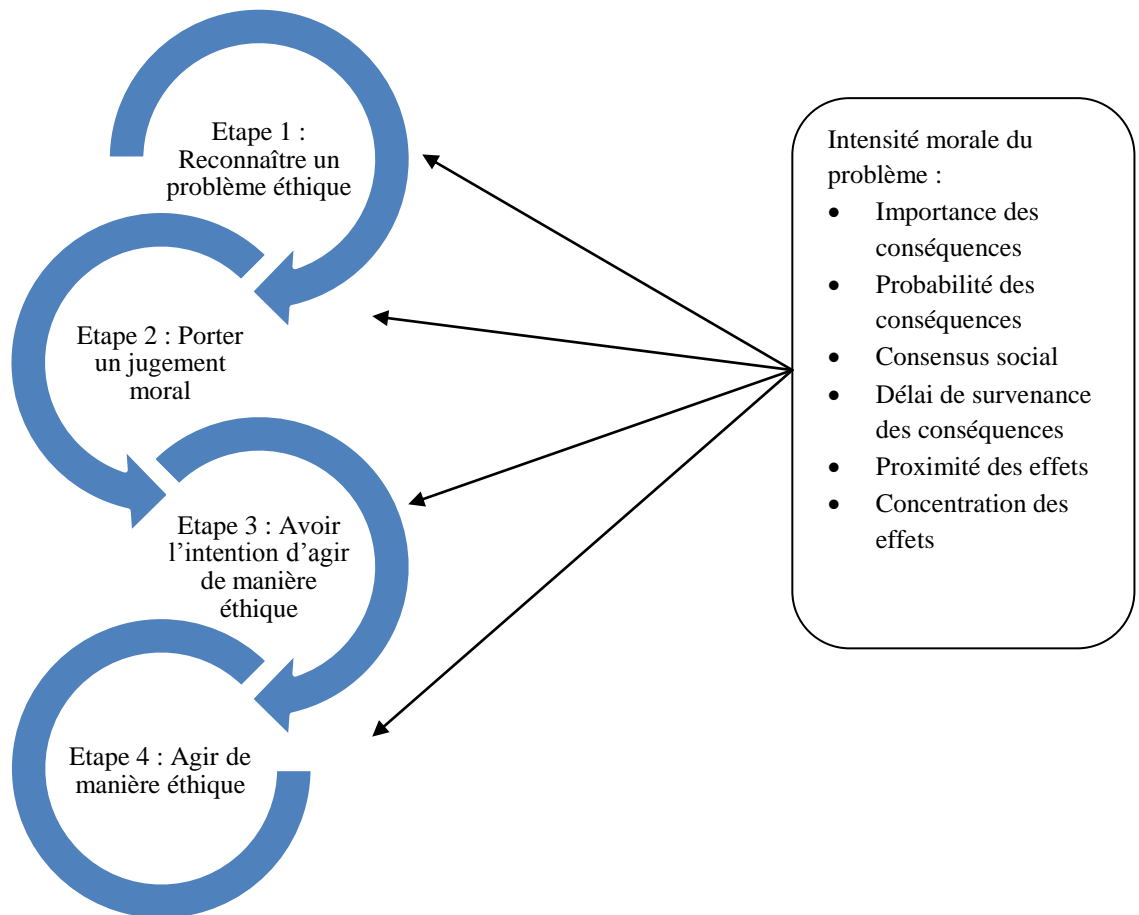 Etape 1 :
Reconnaître un
problème éthique
Etape 2 : Porter
un jugement
moral
Etape 3 : Avoir
l’intention d’agir
de manière
éthique
Etape 4 : Agir de
manière éthique
Intensité morale du
problème :
• Importance des
conséquences
• Probabilité des
conséquences
• Consensus social
• Délai de survenance
des conséquences
• Proximité des effets
• Concentration des
effets